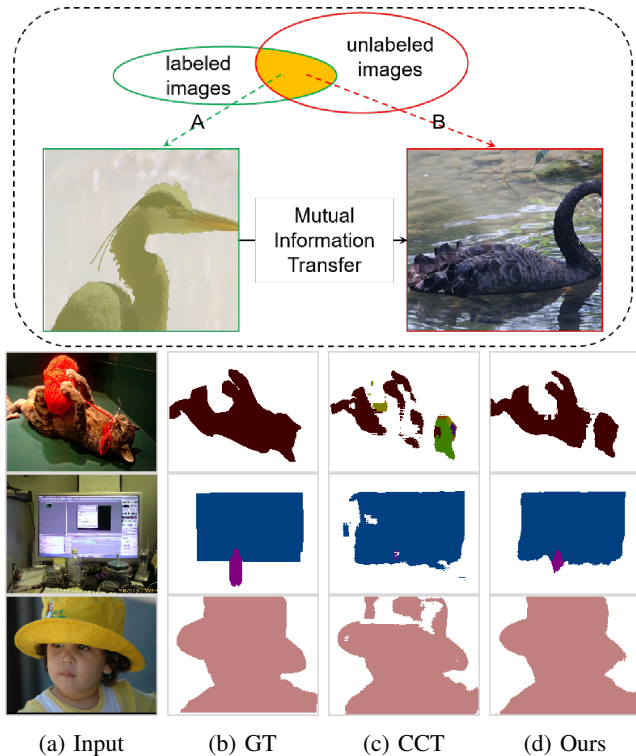 labeled
images
unlabeled
images
A
B
Mutual
Information
Transfer
(a) Input
(b) GT
(c) CCT
(d) Ours